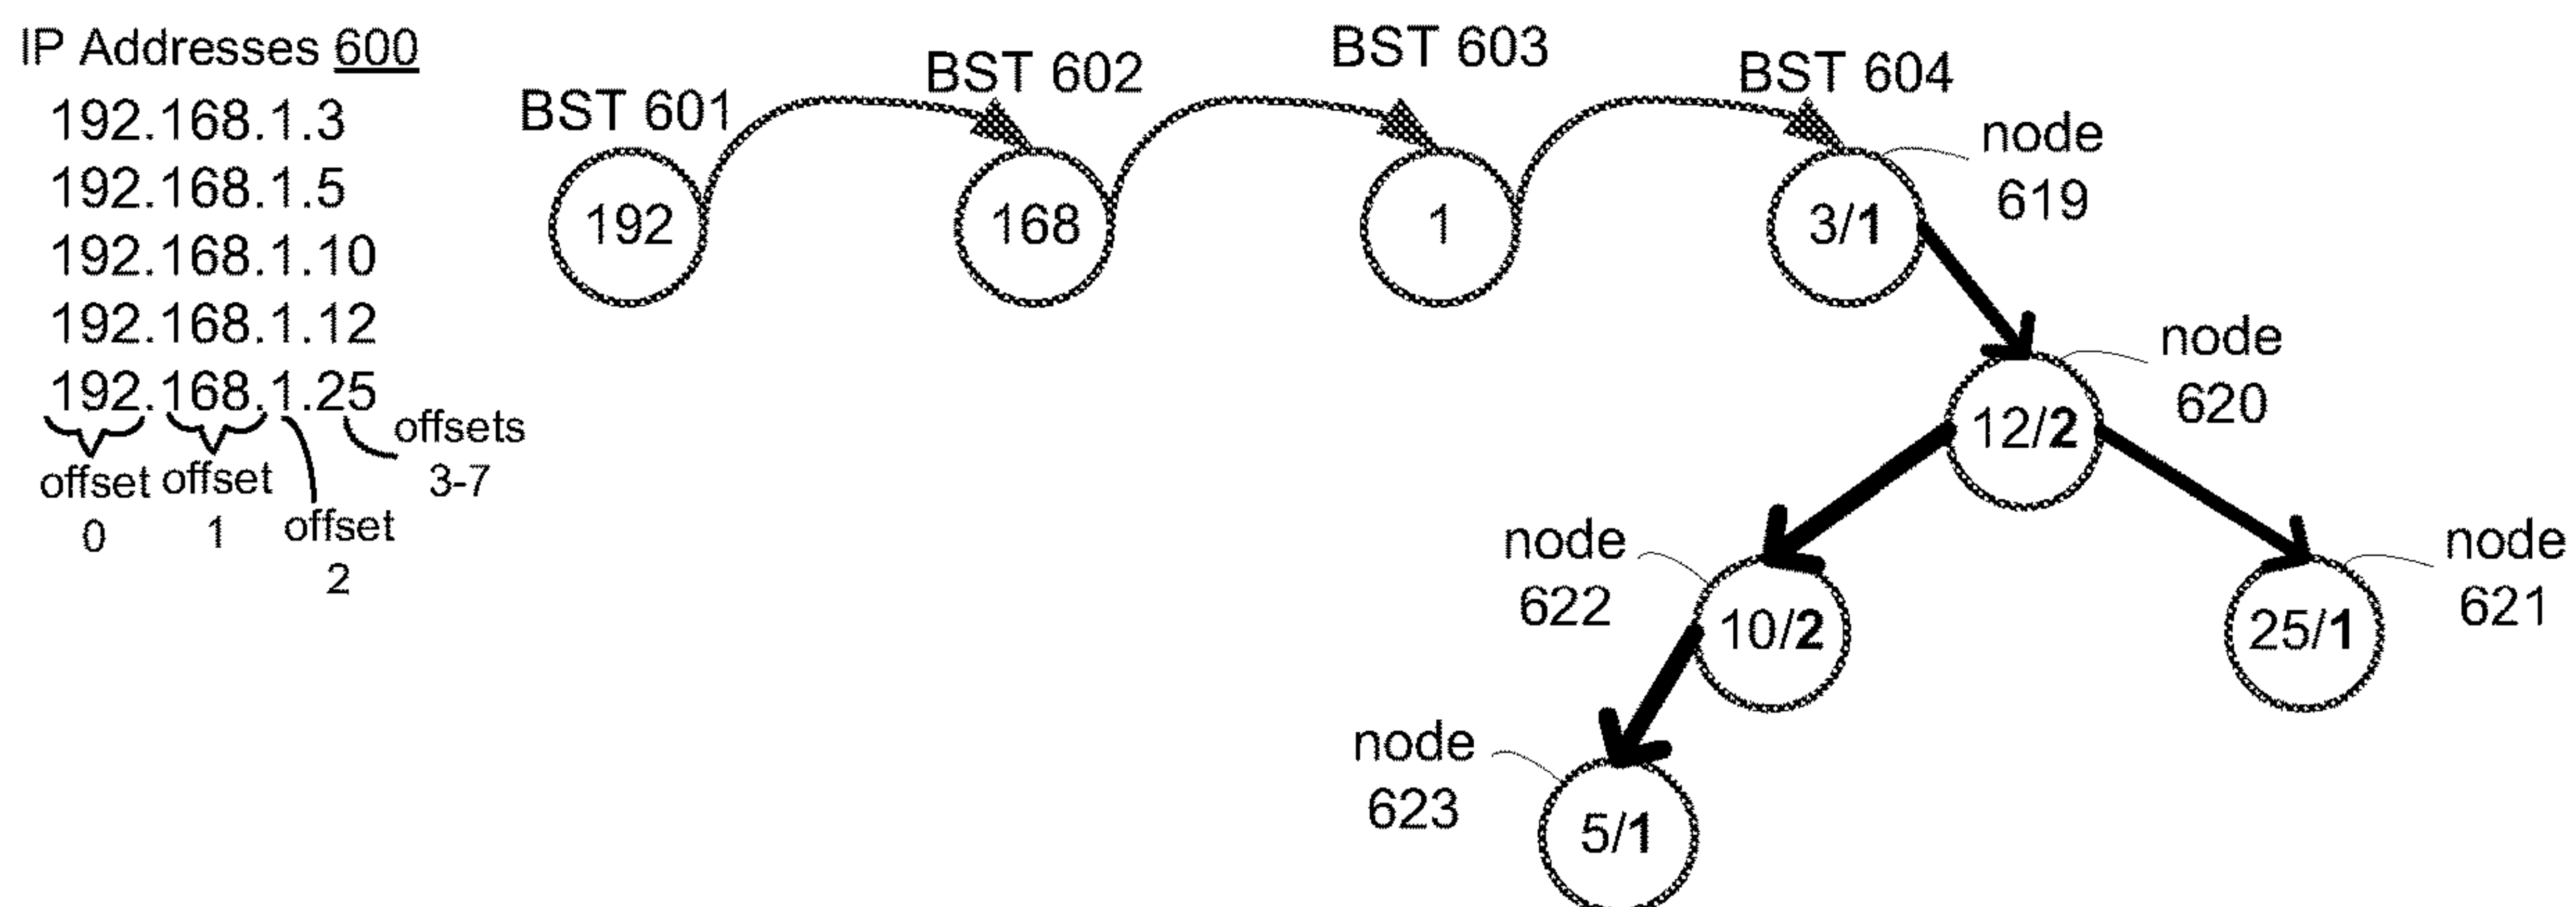 IP Addresses 600
192.168.1.3
192.168.1.5
192.168.1.10
192.168.1.12
192.168.1.25
offset
0
offset
1
offset
2
offsets
3-7
BST 601
192
BST 602
168
BST 603
1
BST 604
3/1
node
619
12/2
node
620
node
622
10/2
25/1
node
621
node
623
5/1